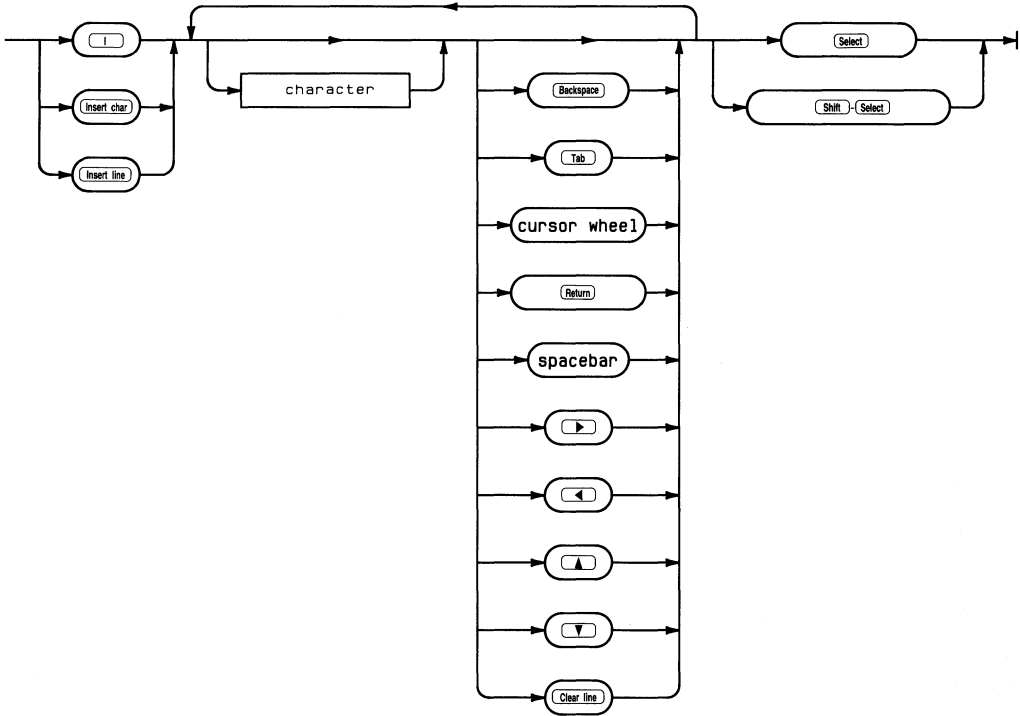 I
Select
character
Backspace
Insert char
Shift - Select
Tab
Insert line
cursor wheel
Return
spacebar
Clear line